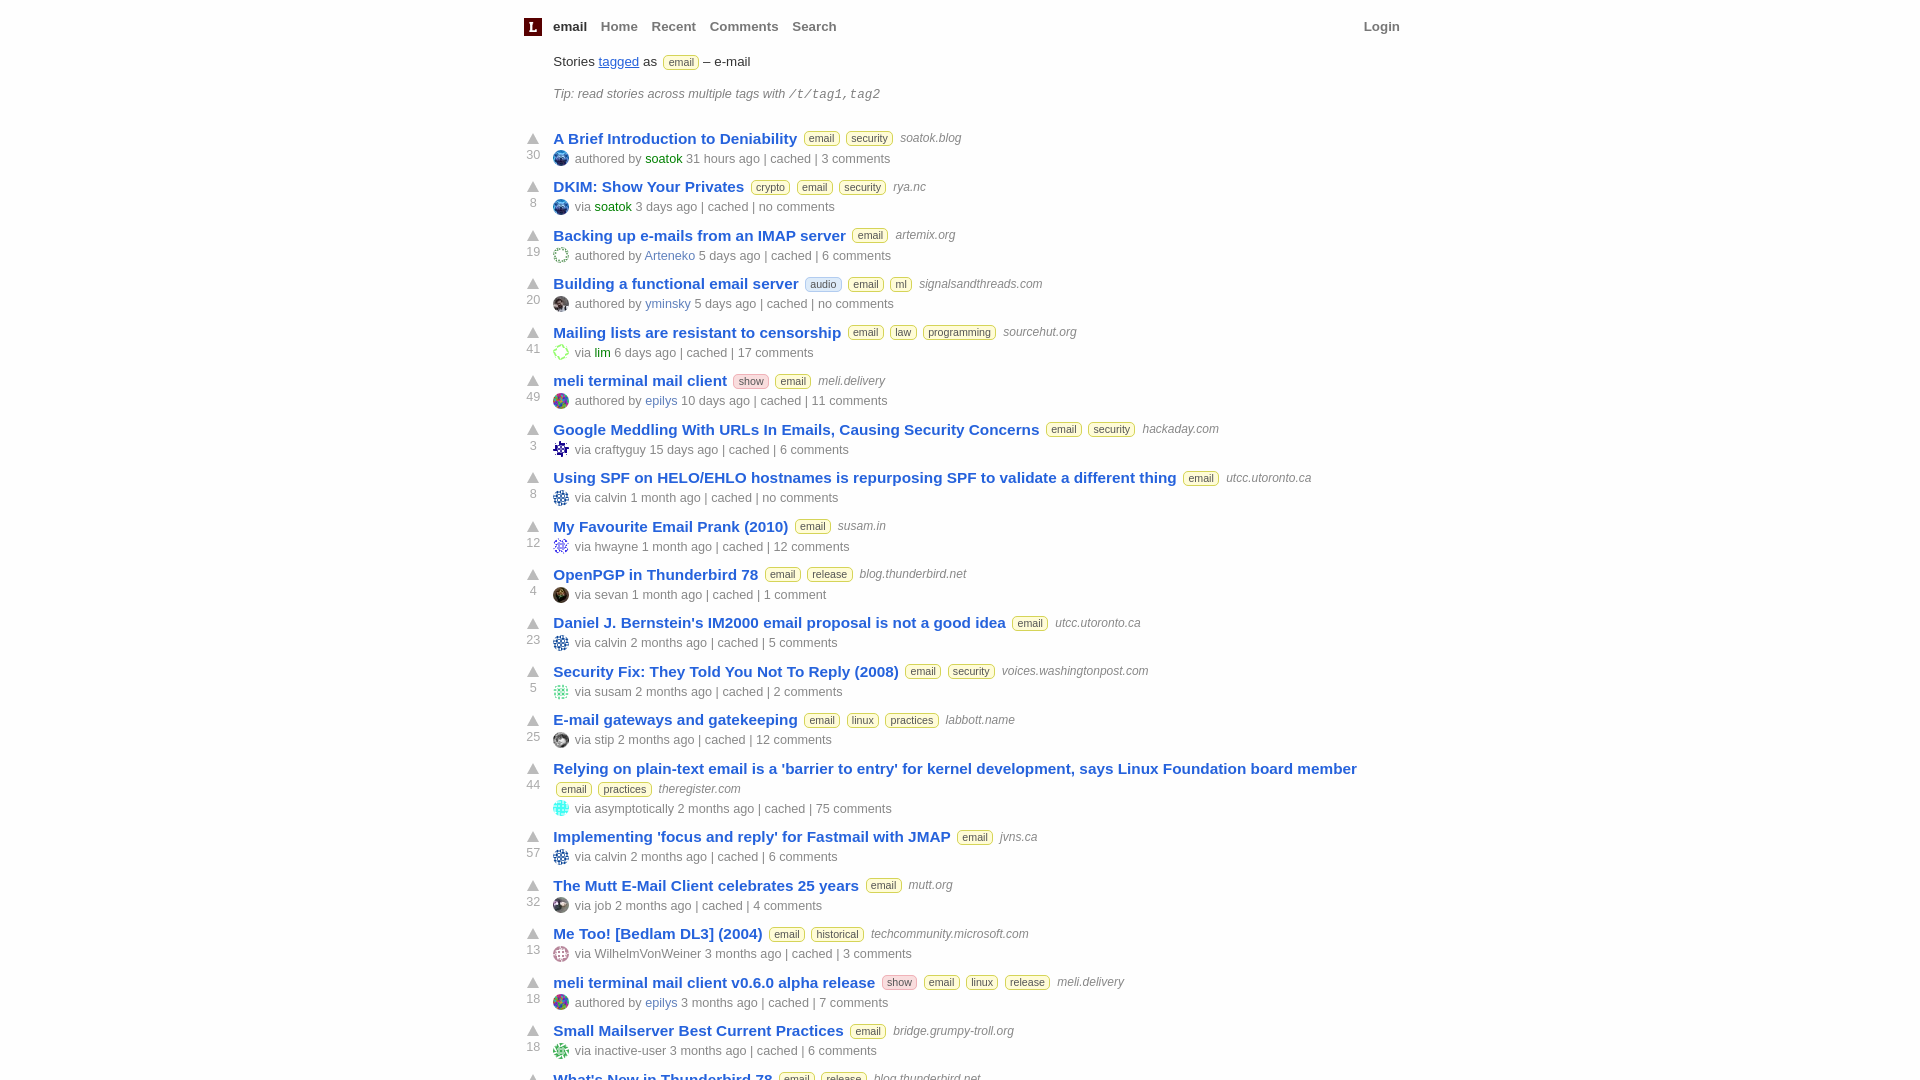 L email Home Recent Comments Search Login
Stories tagged as email – e-mail
Tip: read stories across multiple tags with /t/tag1,tag2
A Brief Introduction to Deniability email security soatok.blog
30 authored by soatok 31 hours ago | cached | 3 comments
DKIM: Show Your Privates crypto email security rya.nc
8 via soatok 3 days ago | cached | no comments
Backing up e-mails from an IMAP server email artemix.org
19 authored by Arteneko 5 days ago | cached | 6 comments
Building a functional email server audio email ml signalsandthreads.com
20 authored by yminsky 5 days ago | cached | no comments
Mailing lists are resistant to censorship email law programming sourcehut.org
41 via lim 6 days ago | cached | 17 comments
meli terminal mail client show email meli.delivery
49 authored by epilys 10 days ago | cached | 11 comments
Google Meddling With URLs In Emails, Causing Security Concerns email security hackaday.com
3 via craftyguy 15 days ago | cached | 6 comments
Using SPF on HELO/EHLO hostnames is repurposing SPF to validate a different thing email utcc.utoronto.ca
8 via calvin 1 month ago | cached | no comments
My Favourite Email Prank (2010) email susam.in
12 via hwayne 1 month ago | cached | 12 comments
OpenPGP in Thunderbird 78 email release blog.thunderbird.net
4 via sevan 1 month ago | cached | 1 comment
Daniel J. Bernstein's IM2000 email proposal is not a good idea email utcc.utoronto.ca
23 via calvin 2 months ago | cached | 5 comments
Security Fix: They Told You Not To Reply (2008) email security voices.washingtonpost.com
5 via susam 2 months ago | cached | 2 comments
E-mail gateways and gatekeeping email linux practices labbott.name
25 via stip 2 months ago | cached | 12 comments
Relying on plain-text email is a 'barrier to entry' for kernel development, says Linux Foundation board member
44 email practices theregister.com
via asymptotically 2 months ago | cached | 75 comments
Implementing 'focus and reply' for Fastmail with JMAP email jvns.ca
57 via calvin 2 months ago | cached | 6 comments
The Mutt E-Mail Client celebrates 25 years email mutt.org
32 via job 2 months ago | cached | 4 comments
Me Too! [Bedlam DL3] (2004) email historical techcommunity.microsoft.com
13 via WilhelmVonWeiner 3 months ago | cached | 3 comments
meli terminal mail client v0.6.0 alpha release show email linux release meli.delivery
18 authored by epilys 3 months ago | cached | 7 comments
Small Mailserver Best Current Practices email bridge.grumpy-troll.org
18 via inactive-user 3 months ago | cached | 6 comments
What's New in Thunderbird 78 email release blog.thunderbird.net